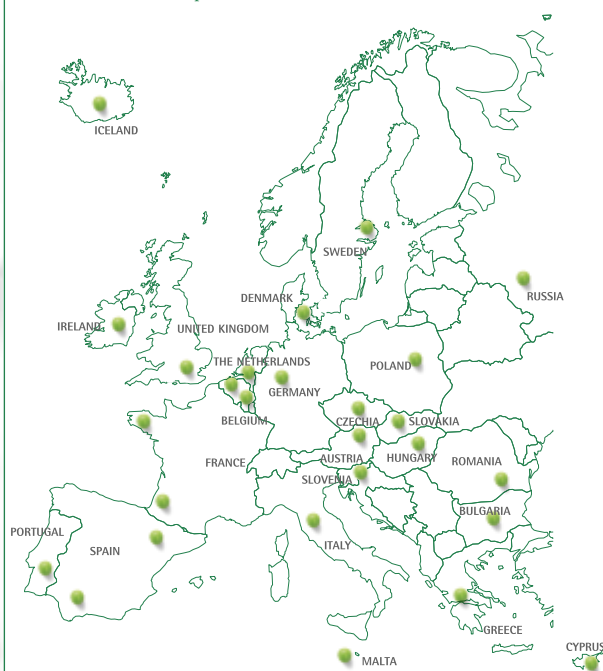 ICELAND
SWEDEN
RUSSIA
DENMARK
IRELAND
UNITED KINGDOM
THE NETHERLANDS
POLAND
GERMANY
BELGIUM
CZECHIA
SLOVAKIA
AUSTRIA
HUNGARY
FRANCE
ROMANIA
SLOVENIA
BULGARIA
PORTUGAL
SPAIN
ITALY
GREECE
CYPRUS
MALTA